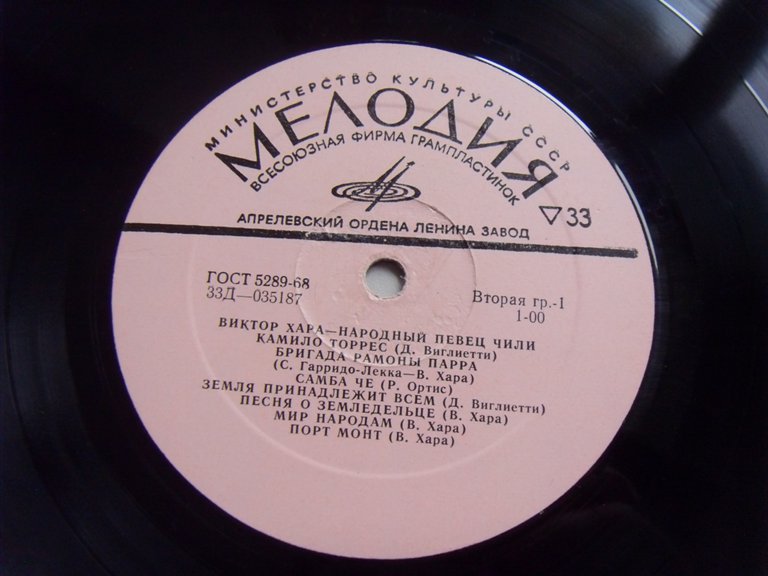 МИНИСТЕРСТВО КУЛЬТУРЫ СССР
МЕЛОДИЯ
ВСЕСОЮЗНАЯ ФИРМА ГРАМПЛАСТИНОК
▽33
АПРЕЛЕВСКИЙ ОРДЕНА ЛЕНИНА ЗАВОД
ГОСТ 5289-68
33Д—035187
Вторая гр.-1
1-00
ВИКТОР ХАРА—НАРОДНЫЙ ПЕВЕЦ ЧИЛИ
КАМИЛО ТОРРЕС (Д. Виглиетти)
БРИГАДА РАМОНЫ ПАРРА
(С. Гарридо-Лекка—В. Хара)
САМБА ЧЕ (Р. Ортис)
ЗЕМЛЯ ПРИНАДЛЕЖИТ ВСЕМ (Д. Виглиетти)
ПЕСНЯ О ЗЕМЛЕДЕЛЬЦЕ (В. Хара)
МИР НАРОДАМ (В. Хара)
ПОРТ МОНТ (В. Хара)